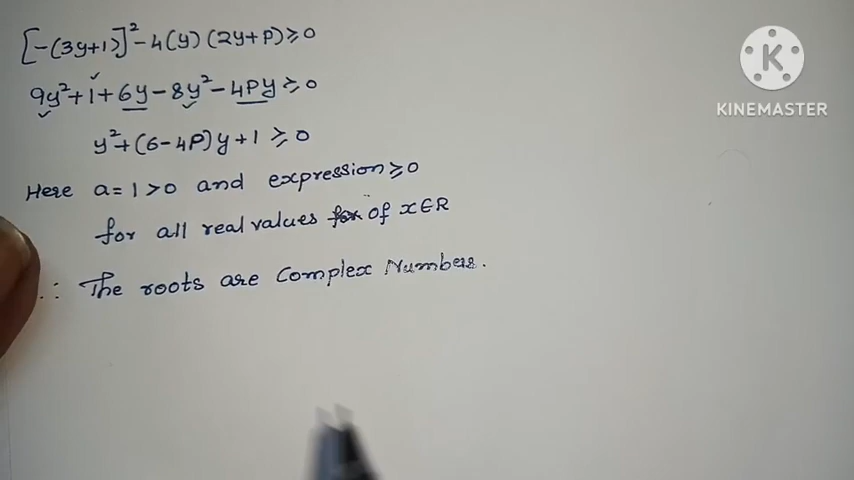 [-(3y+1)]² - 4(y) (2y+P) ≥ 0
9y² + 1 + 6y - 8y² - 4Py ≥ 0
y² + (6-4P)y + 1 ≥ 0
Here a = 1 > 0 and expression ≥ 0
for all real values for of x∈R
∴ The roots are Complex Numbers.
K
KINEMASTER